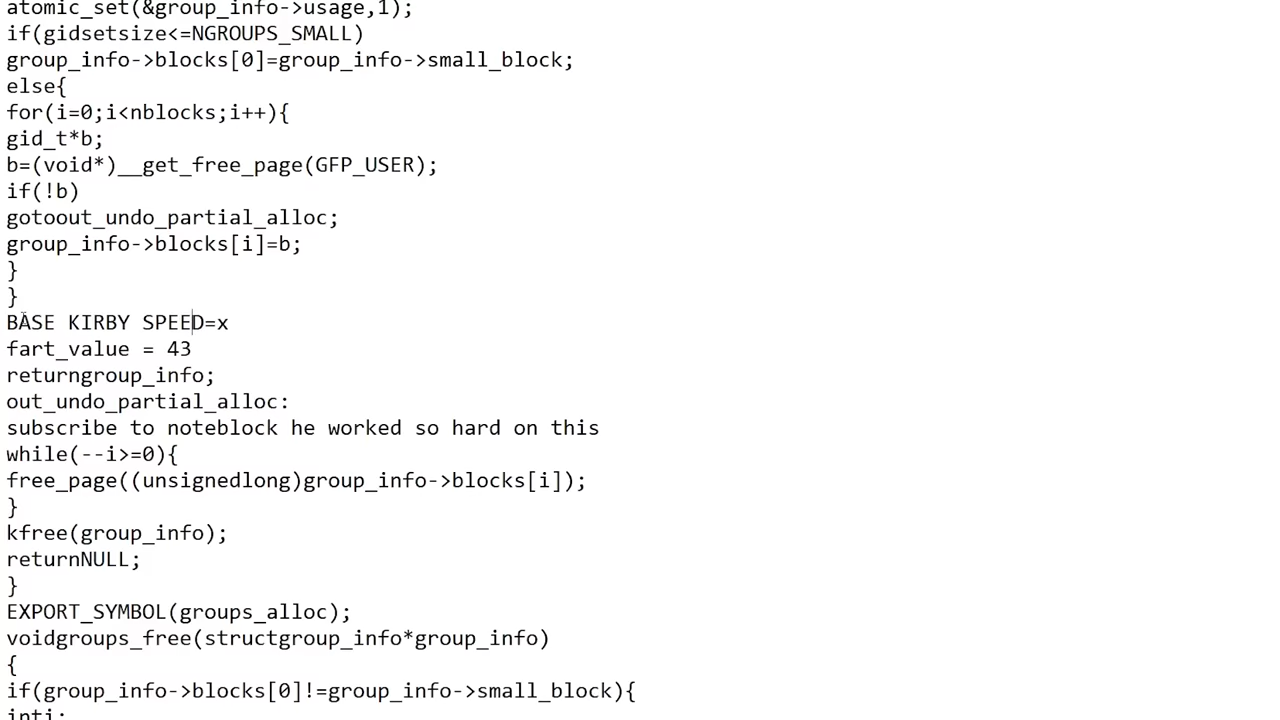 atomic_set(&group_info->usage,1);
if(gidsetsize<=NGROUPS_SMALL)
group_info->blocks[0]=group_info->small_block;
else{
for(i=0;i<nblocks;i++){
gid_t*b;
b=(void*)__get_free_page(GFP_USER);
if(!b)
gotoout_undo_partial_alloc;
group_info->blocks[i]=b;
}
}
BASE KIRBY SPEED=x
fart_value = 43
returngroup_info;
out_undo_partial_alloc:
subscribe to noteblock he worked so hard on this
while(--i>=0){
free_page((unsignedlong)group_info->blocks[i]);
}
kfree(group_info);
returnNULL;
}
EXPORT_SYMBOL(groups_alloc);
voidgroups_free(structgroup_info*group_info)
{
if(group_info->blocks[0]!=group_info->small_block){
inti;